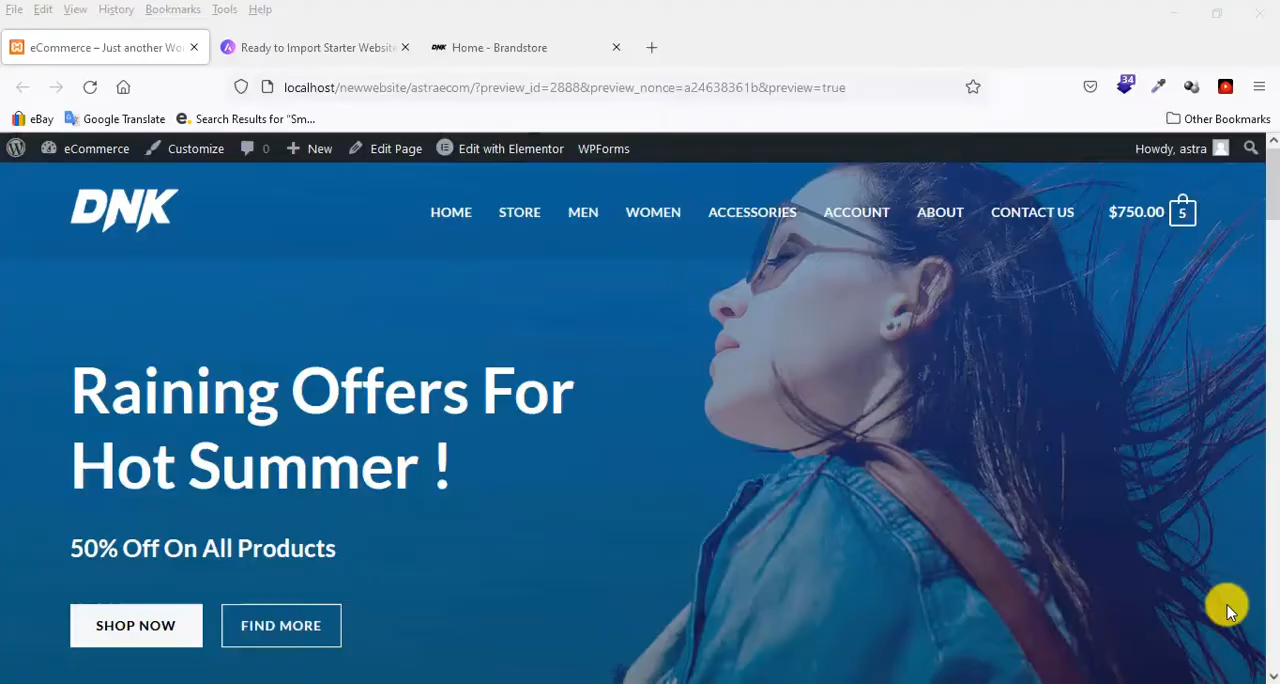 File Edit View History Bookmarks Tools Help
eCommerce – Just another Wo
Ready to Import Starter Website
DNK Home - Brandstore
localhost/newwebsite/astraecom/?preview_id=2888&preview_nonce=a24638361b&preview=true
34
eBay Google Translate Search Results for "Sm... Other Bookmarks
eCommerce Customize 0 New Edit Page Edit with Elementor WPForms Howdy, astra
DNK HOME STORE MEN WOMEN ACCESSORIES ACCOUNT ABOUT CONTACT US $750.00 5
Raining Offers For
Hot Summer !
50% Off On All Products
SHOP NOW FIND MORE